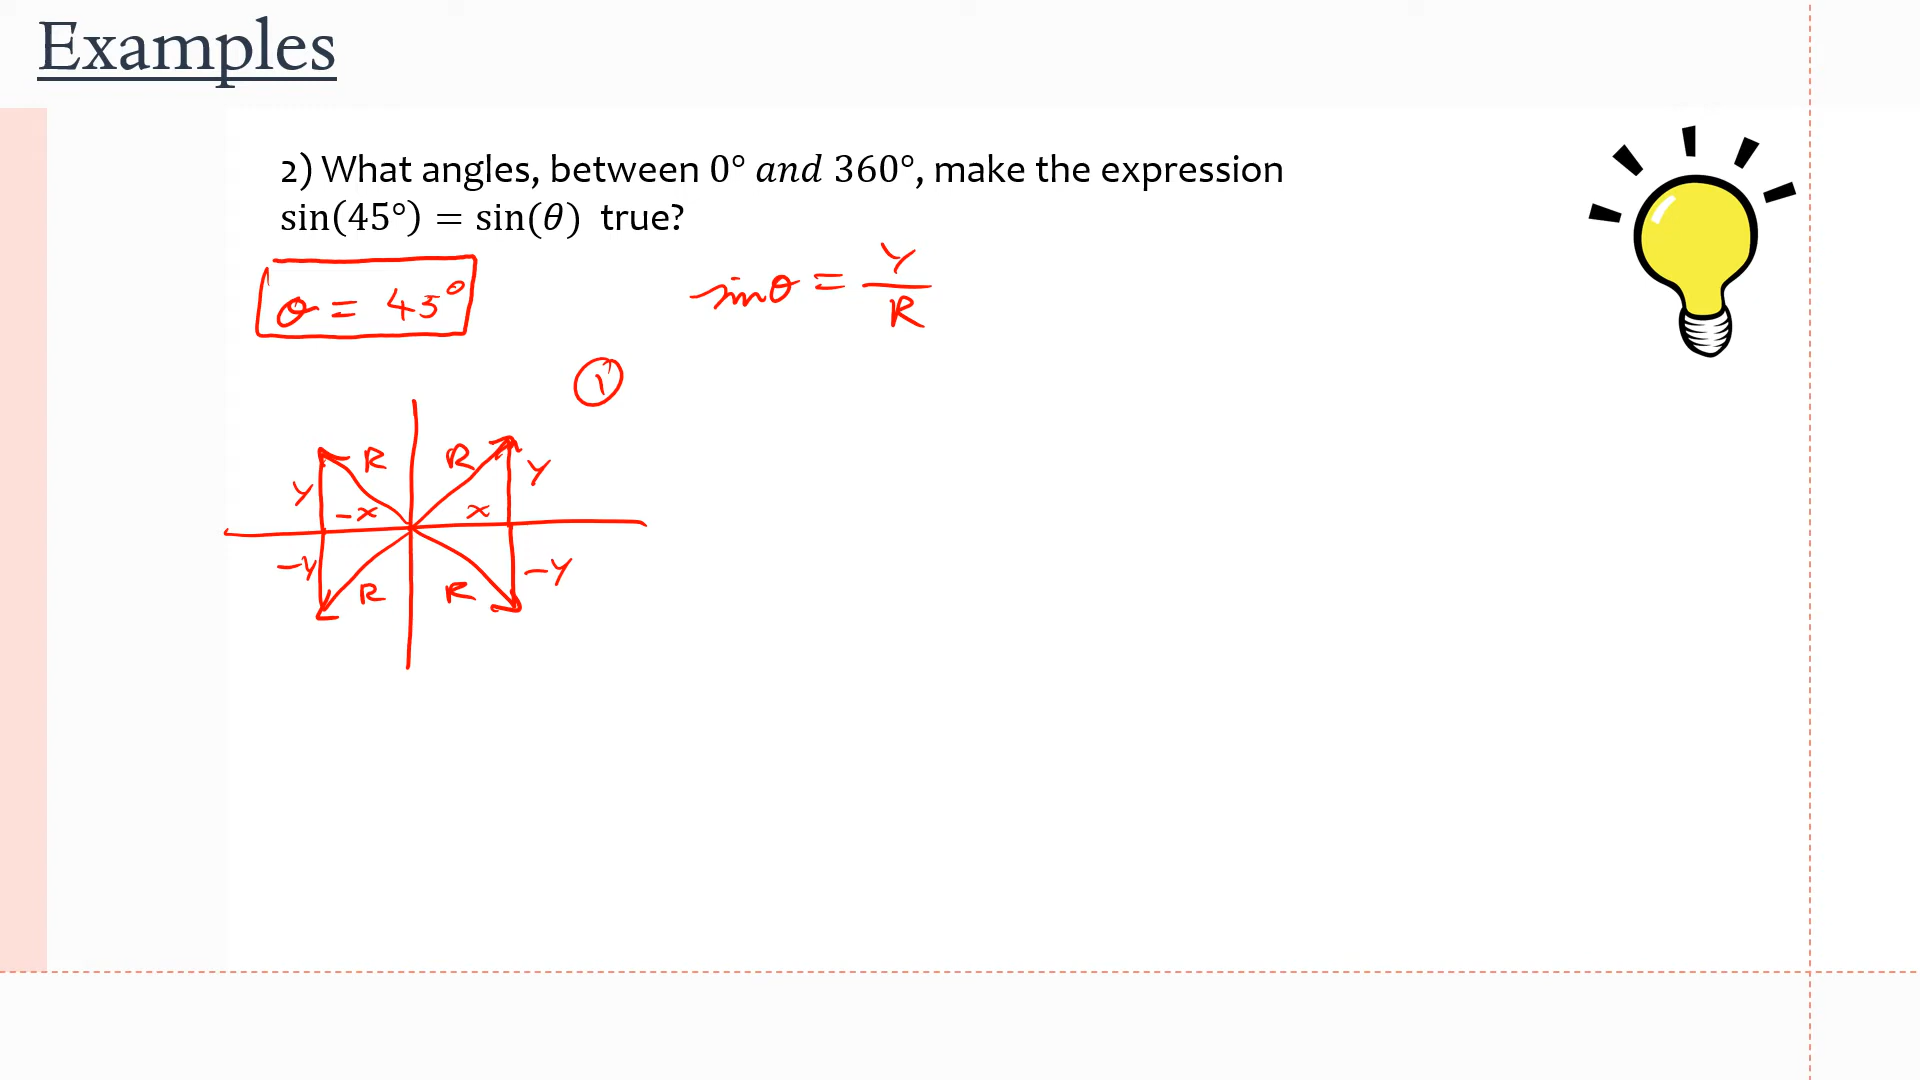 Examples
2) What angles, between 0° and 360°, make the expression
sin(45°) = sin(θ) true?
θ = 45°
sinθ = Y/R
1
R R Y
Y -x x
-Y R R -Y